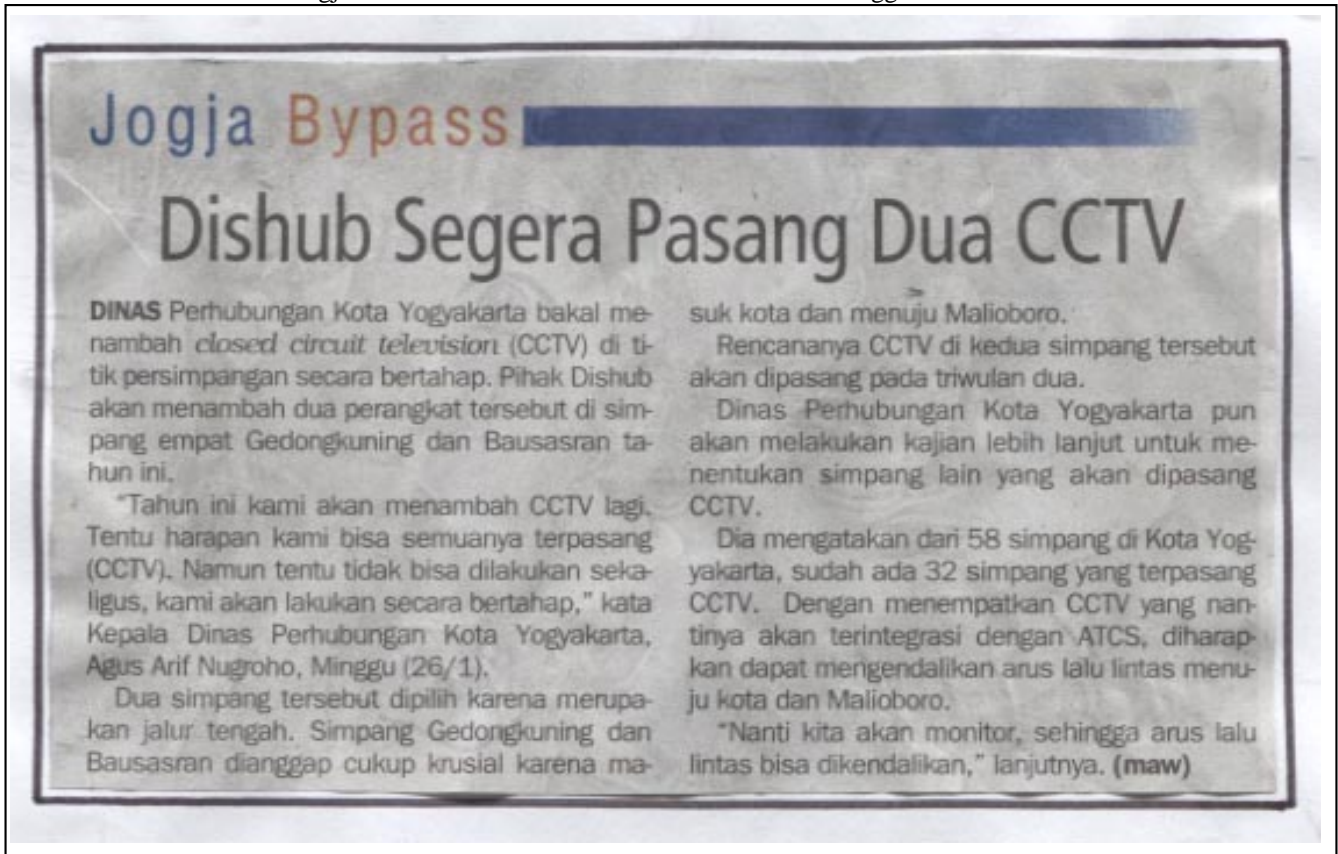 Jogja Bypass
Dishub Segera Pasang Dua CCTV
DINAS Perhubungan Kota Yogyakarta bakal me-
nambah closed circuit television (CCTV) di ti-
tik persimpangan secara bertahap. Pihak Dishub
akan menambah dua perangkat tersebut di sim-
pang empat Gedongkuning dan Bausasran ta-
hun ini.
"Tahun ini kami akan menambah CCTV lagi.
Tentu harapan kami bisa semuanya terpasang
(CCTV). Namun tentu tidak bisa dilakukan seka-
ligus, kami akan lakukan secara bertahap," kata
Kepala Dinas Perhubungan Kota Yogyakarta,
Agus Arif Nugroho, Minggu (26/1).
Dua simpang tersebut dipilih karena merupa-
kan jalur tengah. Simpang Gedongkuning dan
Bausasran dianggap cukup krusial karena ma-
suk kota dan menuju Malioboro.
Rencananya CCTV di kedua simpang tersebut
akan dipasang pada triwulan dua.
Dinas Perhubungan Kota Yogyakarta pun
akan melakukan kajian lebih lanjut untuk me-
nentukan simpang lain yang akan dipasang
CCTV.
Dia mengatakan dari 58 simpang di Kota Yog-
yakarta, sudah ada 32 simpang yang terpasang
CCTV. Dengan menempatkan CCTV yang nan-
tinya akan terintegrasi dengan ATCS, diharap-
kan dapat mengendalikan arus lalu lintas menu-
ju kota dan Malioboro.
"Nanti kita akan monitor, sehingga arus lalu
lintas bisa dikendalikan," lanjutnya. (maw)